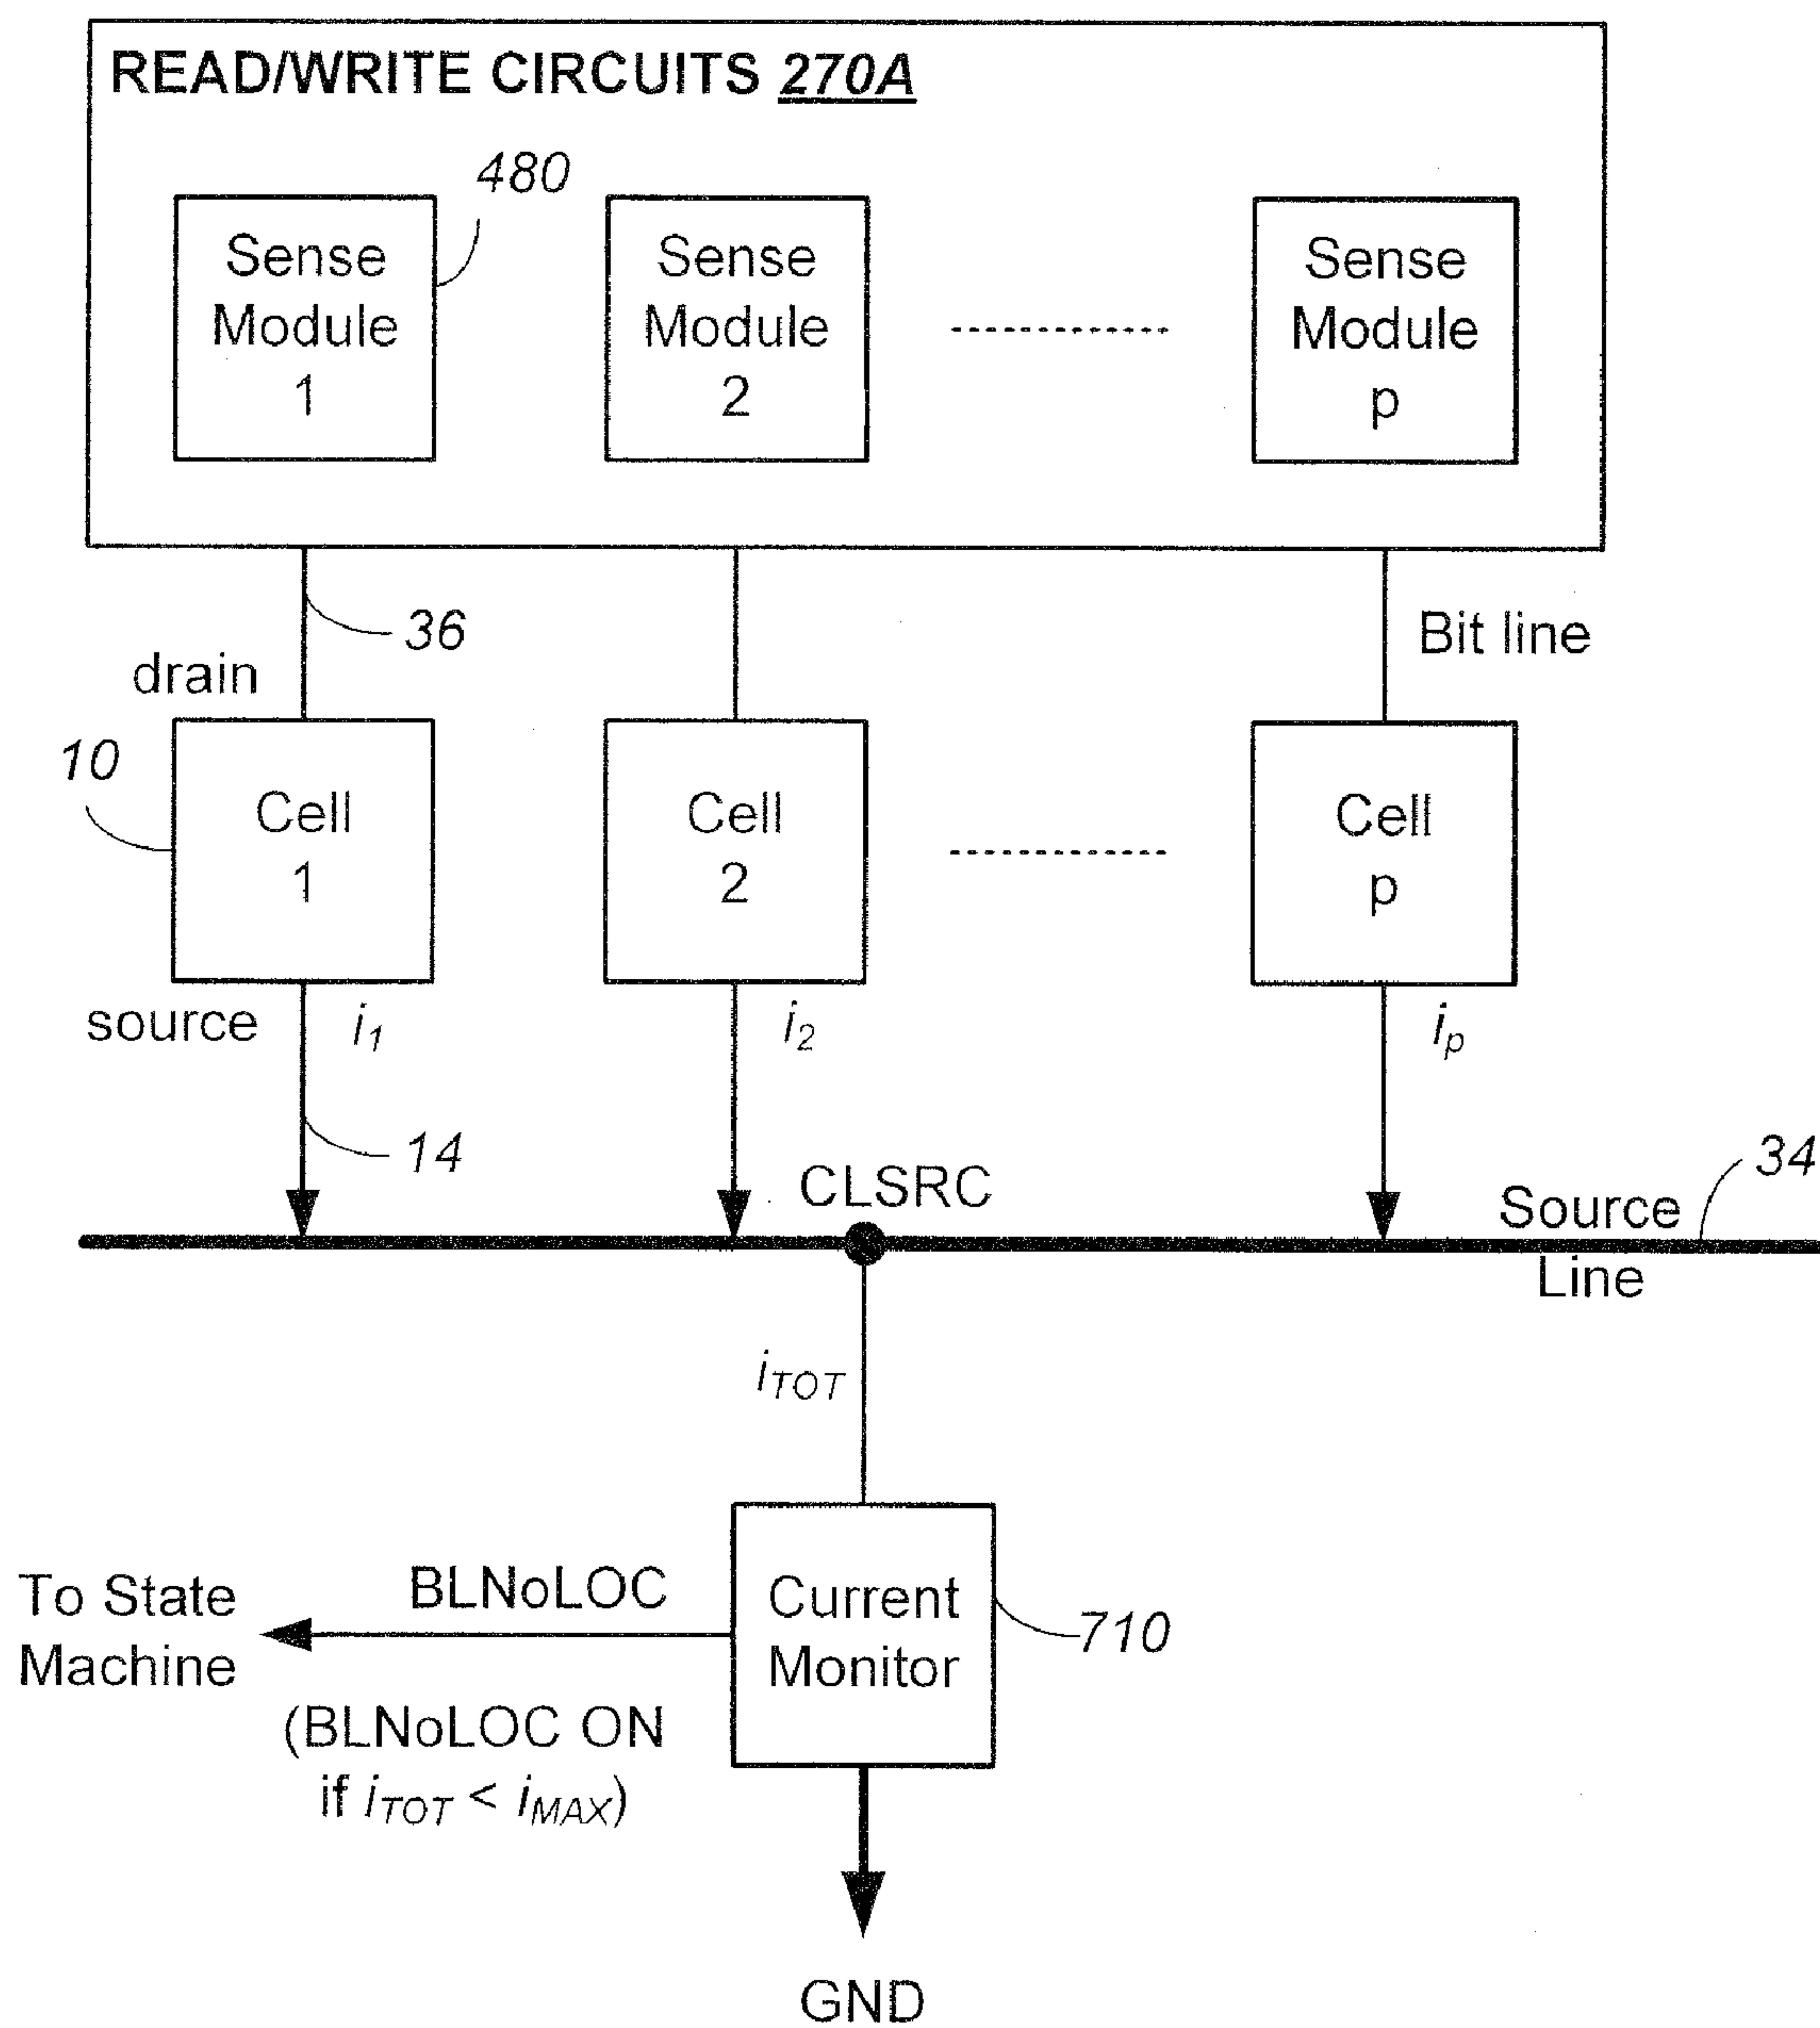 READ/WRITE CIRCUITS 270A
480
Sense
Module
1
Sense
Module
2
Sense
Module
p
36
Bit line
drain
10
Cell
1
Cell
2
Cell
p
source
i1
i2
ip
14
CLSRC
34
Source
Line
iTOT
To State
Machine
BLNoLOC
Current
Monitor
710
(BLNoLOC ON
if iTOT < iMAX)
GND